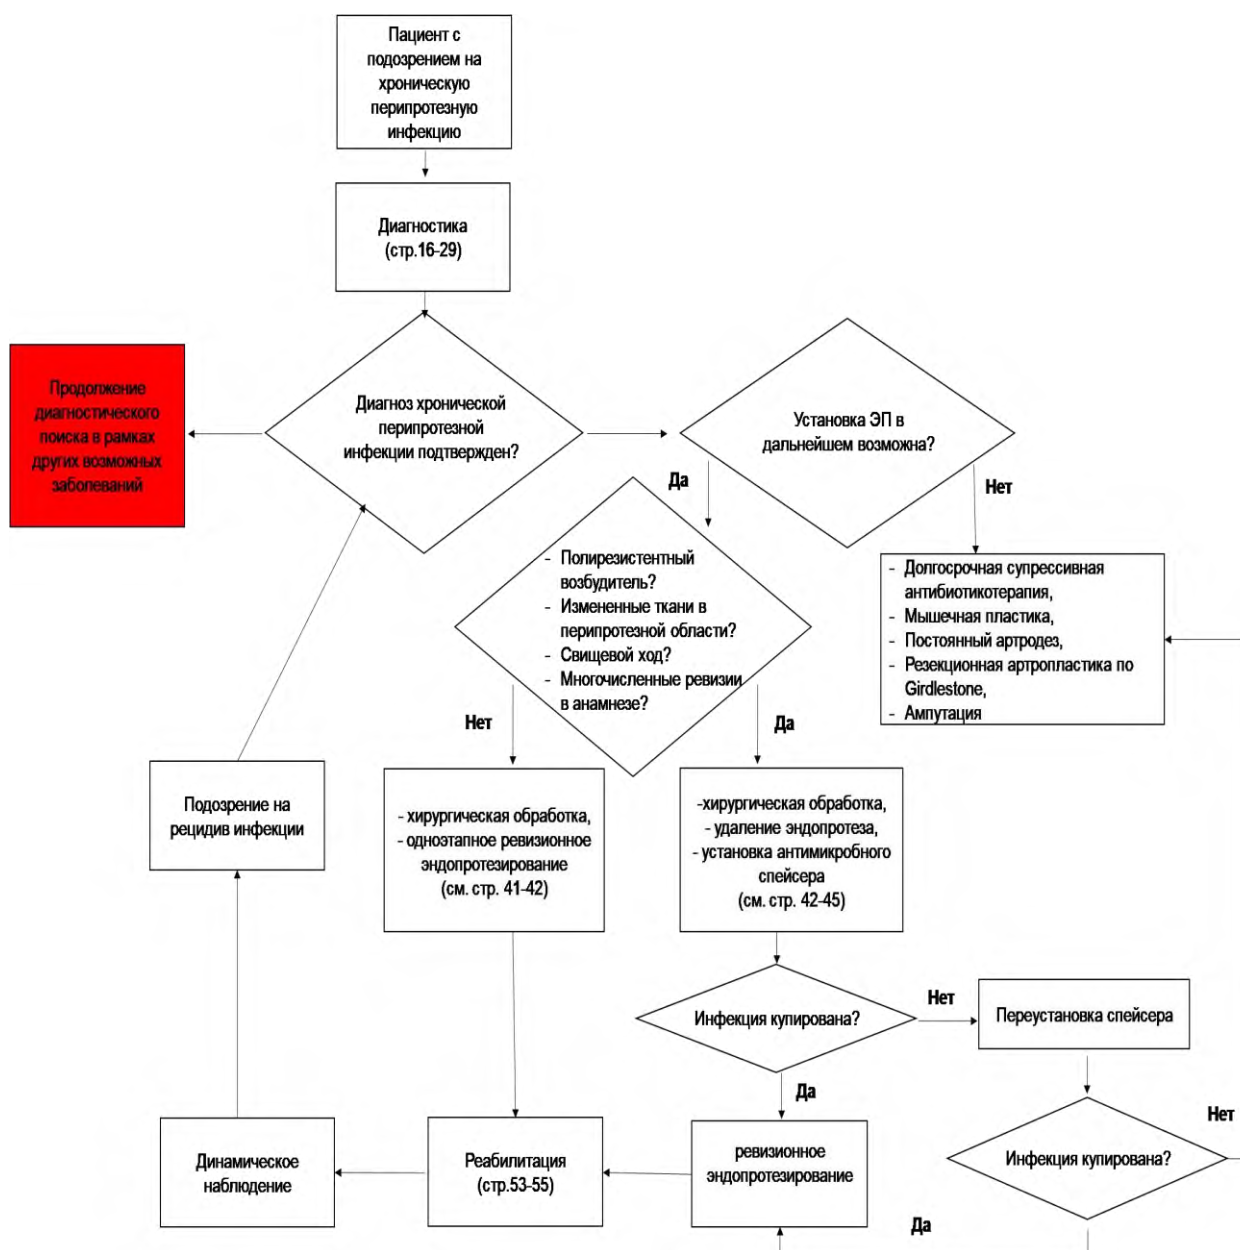 Пациент с
подозрением на
хроническую
перипротезную
инфекцию
Диагностика
(стр.16-29)
Диагноз хронической
перипротезной
инфекции подтвержден?
Продолжение
диагностического
поиска в рамках
других возможных
заболеваний
Установка ЭП в
дальнейшем возможна?
Да
Нет
- Полирезистентный
возбудитель?
- Измененные ткани в
перипротезной области?
- Свищевой ход?
- Многочисленные ревизии
в анамнезе?
- Долгосрочная супрессивная
антибиотикотерапия,
- Мышечная пластика,
- Постоянный артродез,
- Резекционная артропластика по
Girdlestone,
- Ампутация
Нет
Да
Подозрение на
рецидив инфекции
- хирургическая обработка,
- одноэтапное ревизионное
эндопротезирование
(см. стр. 41-42)
-хирургическая обработка,
- удаление эндопротеза,
- установка антимикробного
спейсера
(см. стр. 42-45)
Инфекция купирована?
Нет
Переустановка спейсера
Да
Инфекция купирована?
Нет
Динамическое
наблюдение
Реабилитация
(стр.53-55)
ревизионное
эндопротезирование
Да